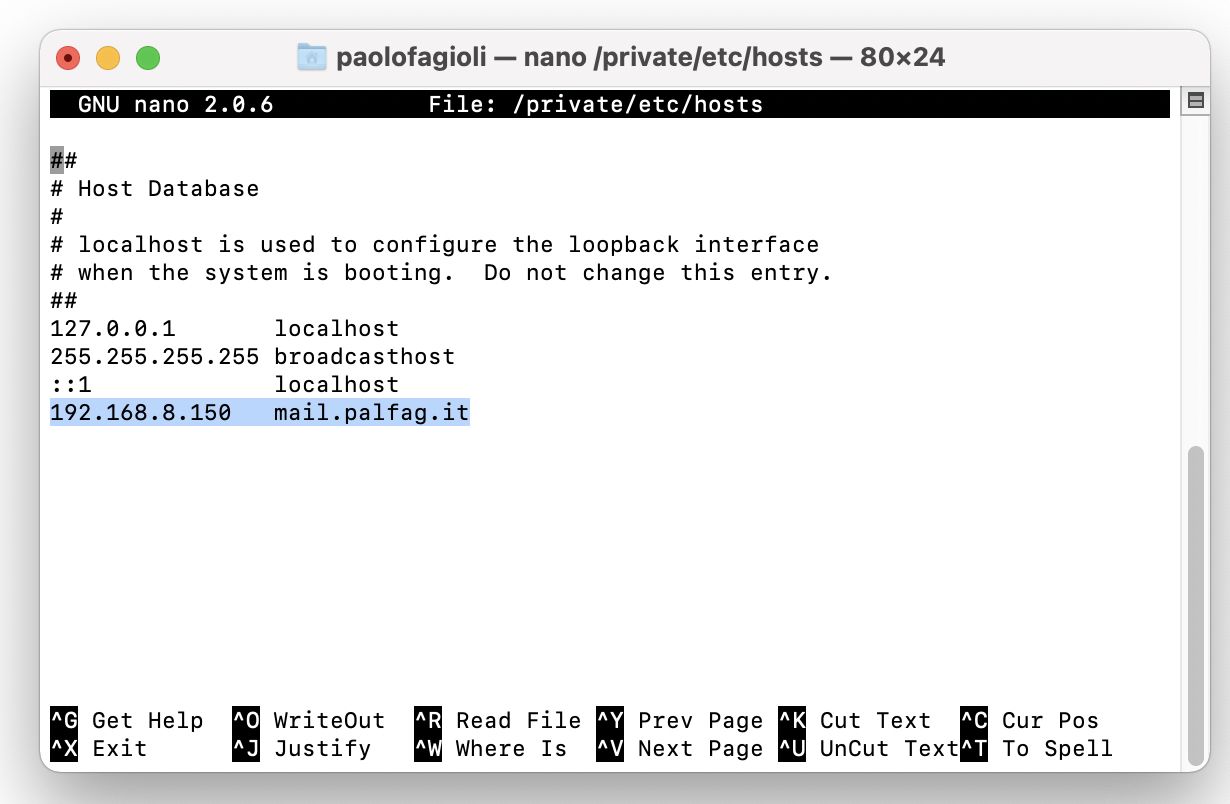 paolofagioli — nano /private/etc/hosts — 80×24
GNU nano 2.0.6 File: /private/etc/hosts
##
# Host Database
#
# localhost is used to configure the loopback interface
# when the system is booting.  Do not change this entry.
##
127.0.0.1       localhost
255.255.255.255 broadcasthost
::1             localhost
192.168.8.150   mail.palfag.it
^G Get Help ^O WriteOut ^R Read File ^Y Prev Page ^K Cut Text ^C Cur Pos
^X Exit ^J Justify ^W Where Is ^V Next Page ^U UnCut Text ^T To Spell